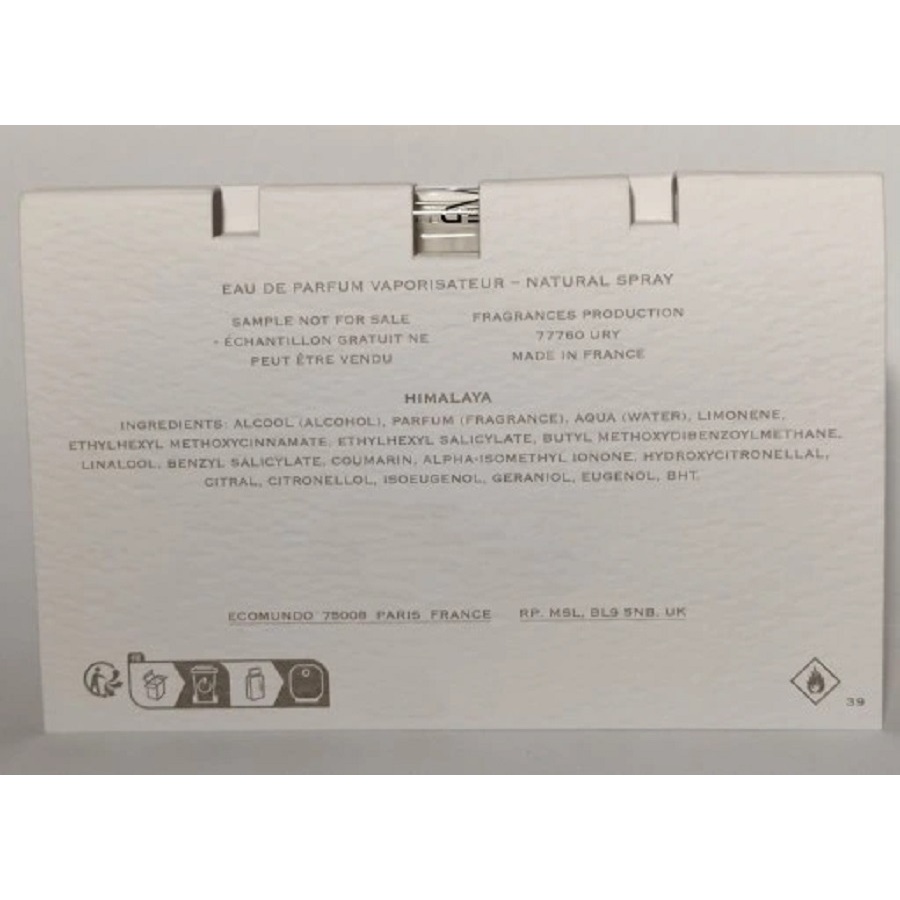 EAU DE PARFUM VAPORISATEUR – NATURAL SPRAY
SAMPLE NOT FOR SALE
- ÉCHANTILLON GRATUIT NE
PEUT ÊTRE VENDU
FRAGRANCES PRODUCTION
77760 URY
MADE IN FRANCE
HIMALAYA
INGREDIENTS: ALCOOL (ALCOHOL), PARFUM (FRAGRANCE), AQUA (WATER), LIMONENE,
ETHYLHEXYL METHOXYCINNAMATE, ETHYLHEXYL SALICYLATE, BUTYL METHOXYDIBENZOYLMETHANE,
LINALOOL, BENZYL SALICYLATE, COUMARIN, ALPHA-ISOMETHYL IONONE, HYDROXYCITRONELLAL,
CITRAL, CITRONELLOL, ISOEUGENOL, GERANIOL, EUGENOL, BHT.
ECOMUNDO 75008 PARIS FRANCE RP. MSL, BL9 5NB. UK
39